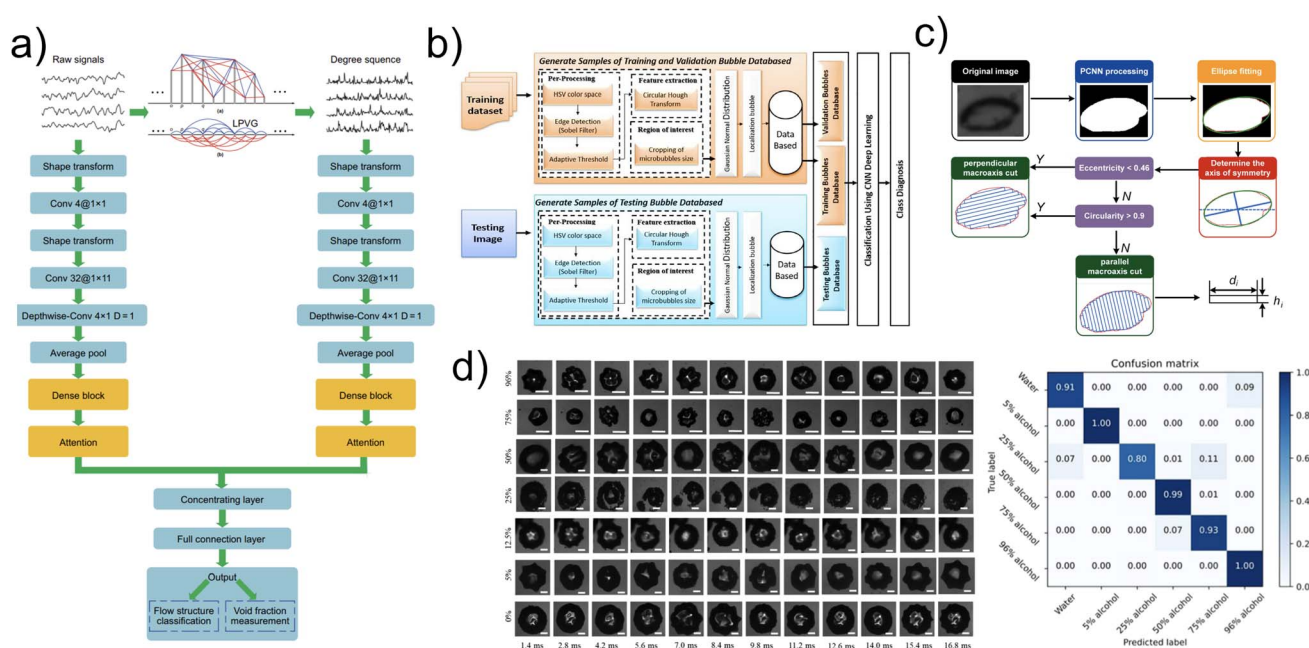 a)
Raw signals
Degree squence
(a)
LPVG
(b)
Shape transform
Shape transform
Conv 4@1×1
Conv 4@1×1
Shape transform
Shape transform
Conv 32@1×11
Conv 32@1×11
Depthwise-Conv 4×1 D = 1
Depthwise-Conv 4×1 D = 1
Average pool
Average pool
Dense block
Dense block
Attention
Attention
Concentrating layer
Full connection layer
Output
Flow structure
classification
Void fraction
measurement
b)
Training
dataset
Generate Samples of Training and Validation Bubble Databased
Per-Processing
HSV color space
Edge Detection
(Sobel Filter)
Adaptive Threshold
Feature extraction
Circular Hough
Transform
Region of interest
Cropping of
microbubbles size
Gaussian Normal Distribution
Localization bubble
Data
Based
Validation Bubbles
Database
Training Bubbles
Database
Testing
Image
Generate Samples of Testing Bubble Databased
Per-Processing
HSV color space
Edge Detection
(Sobel Filter)
Adaptive Threshold
Feature extraction
Circular Hough
Transform
Region of interest
Cropping of
microbubbles size
Gaussian Normal Distribution
Localization bubble
Data
Based
Testing Bubbles
Database
Classification Using CNN Deep Learning
Class Diagnosis
c)
Original image
PCNN processing
Ellipse fitting
perpendicular
macroaxis cut
Y
Eccentricity < 0.46
Determine the
axis of symmetry
N
Y
Circularity > 0.9
N
parallel
macroaxis cut
d_i
h_i
d)
96%
75%
50%
25%
12.5%
5%
0%
1.4 ms 2.8 ms 4.2 ms 5.6 ms 7.0 ms 8.4 ms 9.8 ms 11.2 ms 12.6 ms 14.0 ms 15.4 ms 16.8 ms
Confusion matrix
True label
Water 0.91 0.00 0.00 0.00 0.00 0.09
5% alcohol 0.00 1.00 0.00 0.00 0.00 0.00
25% alcohol 0.07 0.00 0.80 0.01 0.11 0.00
50% alcohol 0.00 0.00 0.00 0.99 0.01 0.00
75% alcohol 0.00 0.00 0.00 0.07 0.93 0.00
96% alcohol 0.00 0.00 0.00 0.00 0.00 1.00
Water 5% alcohol 25% alcohol 50% alcohol 75% alcohol 96% alcohol
Predicted label
1.0
0.8
0.6
0.4
0.2
0.0